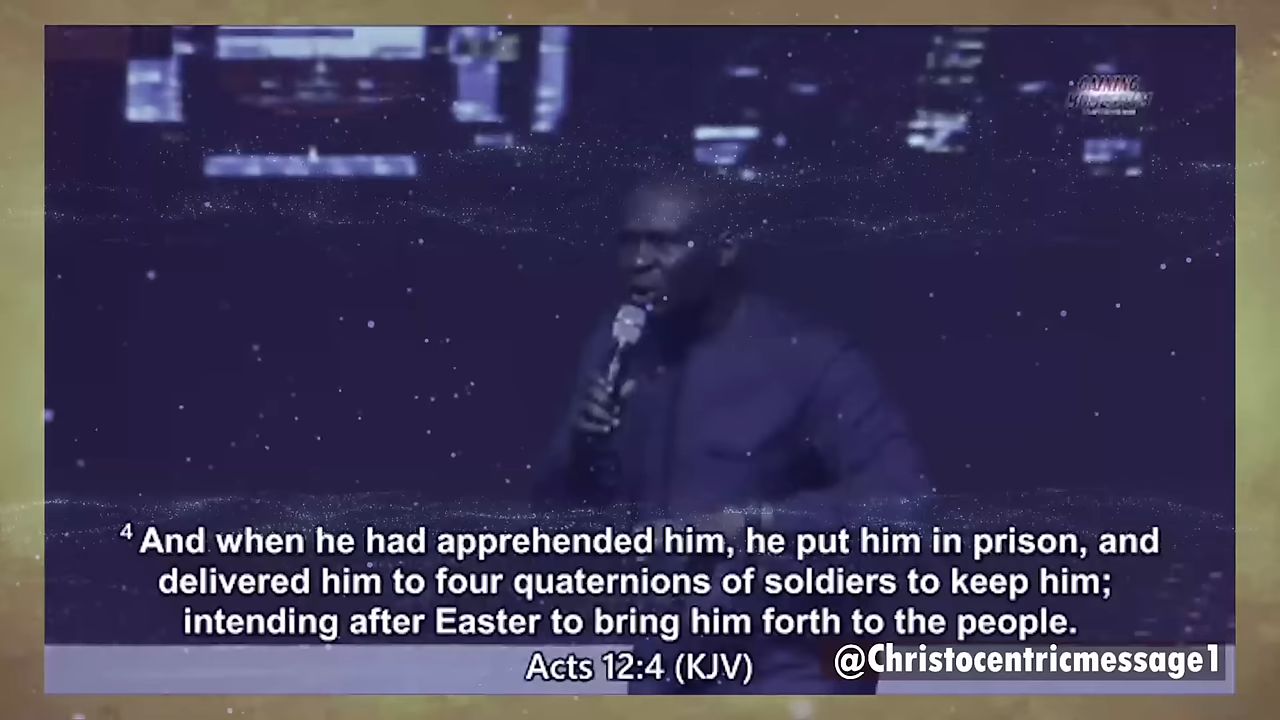 GAINING
4 And when he had apprehended him, he put him in prison, and
delivered him to four quaternions of soldiers to keep him;
intending after Easter to bring him forth to the people.
Acts 12:4 (KJV)
@Christocentricmessage1